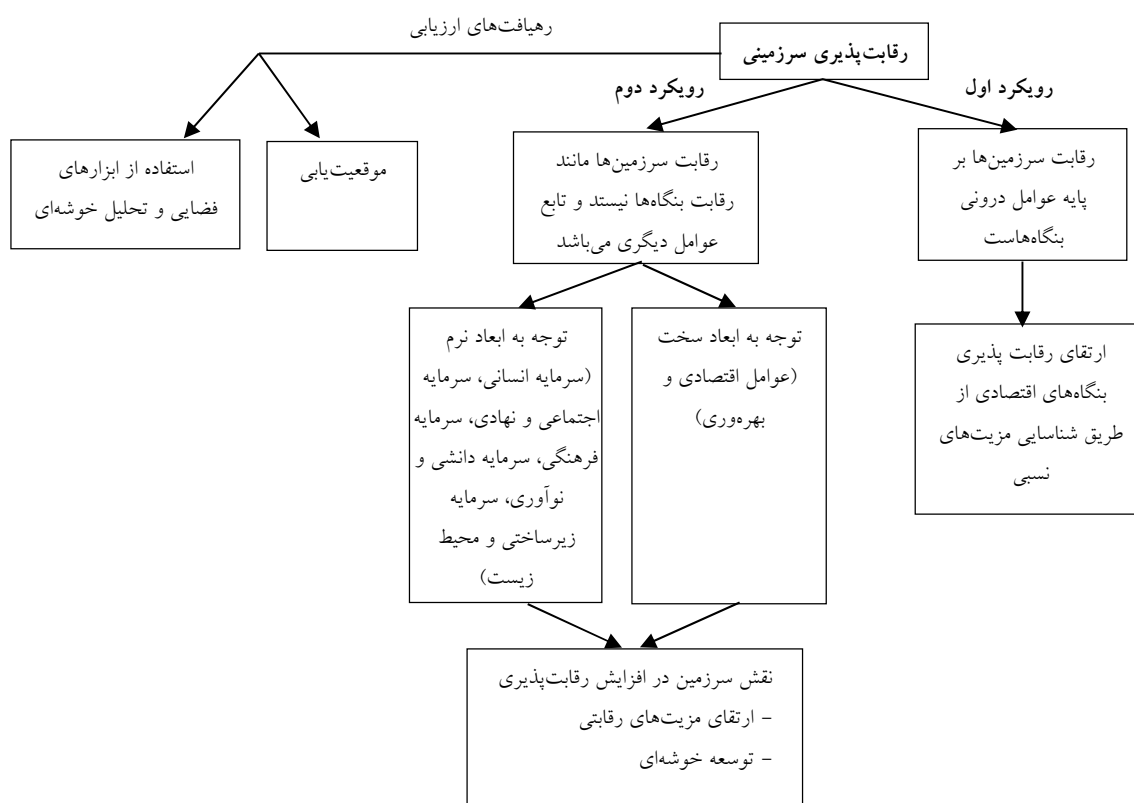 رهیافت‌های ارزیابی
رقابت‌پذیری سرزمینی
رویکرد اول
رویکرد دوم
رقابت سرزمین‌ها بر
پایه عوامل درونی
بنگاه‌هاست
رقابت سرزمین‌ها مانند
رقابت بنگاه‌ها نیستد و تابع
عوامل دیگری می‌باشد
موقعیت‌یابی
استفاده از ابزارهای
فضایی و تحلیل خوشه‌ای
ارتقای رقابت پذیری
بنگاه‌های اقتصادی از
طریق شناسایی مزیت‌های
نسبی
توجه به ابعاد سخت
(عوامل اقتصادی و
بهره‌وری)
توجه به ابعاد نرم
(سرمایه انسانی، سرمایه
اجتماعی و نهادی، سرمایه
فرهنگی، سرمایه دانشی و
نوآوری، سرمایه
زیرساختی و محیط
زیست)
نقش سرزمین در افزایش رقابت‌پذیری
– ارتقای مزیت‌های رقابتی
– توسعه خوشه‌ای